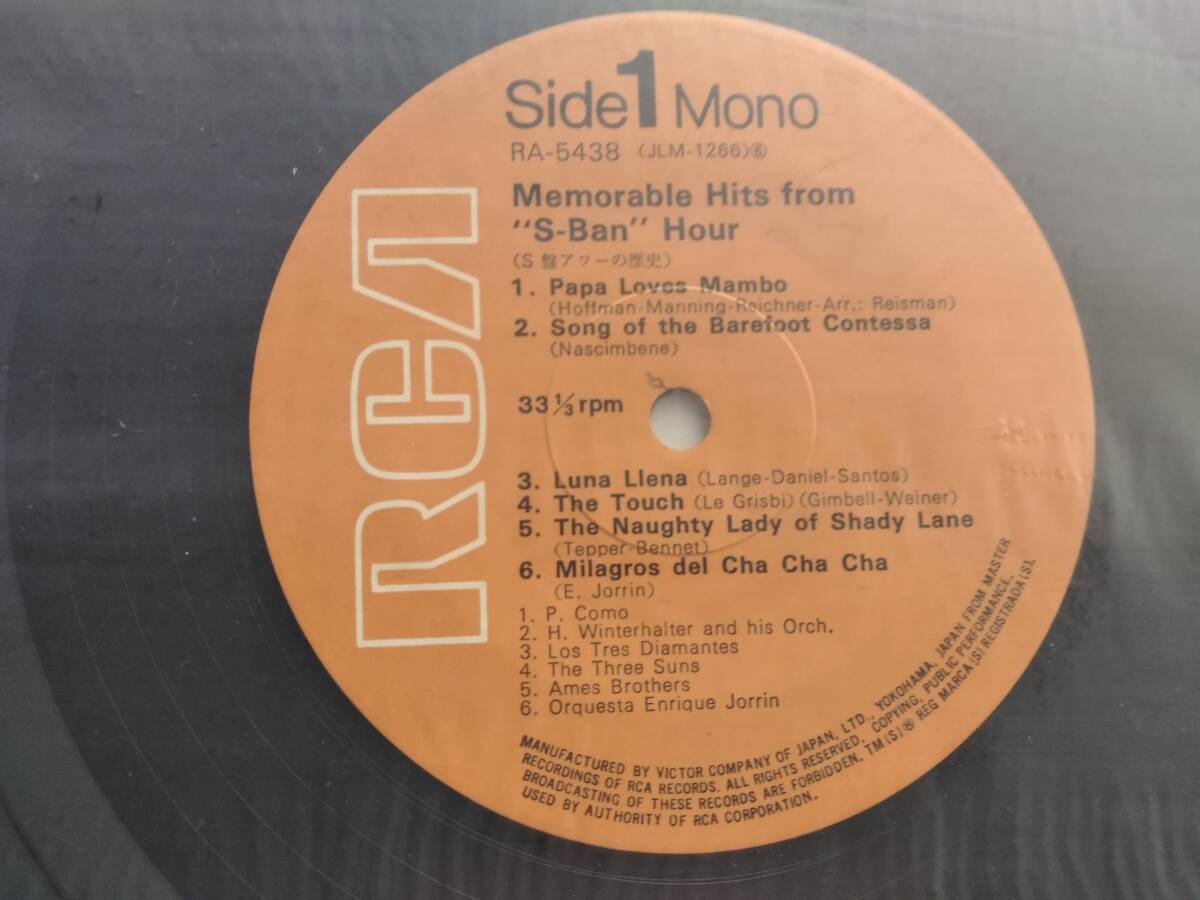 Side 1 Mono
RA-5438 (JLM-1266)⑥
Memorable Hits from
"S-Ban" Hour
(S盤アワーの歴史)
1. Papa Loves Mambo
(Hoffman-Manning-Reichner-Arr.: Reisman)
2. Song of the Barefoot Contessa
(Nascimbene)
33⅓ rpm
3. Luna Llena (Lange-Daniel-Santos)
4. The Touch (Le Grisbi) (Gimbell-Weiner)
5. The Naughty Lady of Shady Lane
(Tepper-Bennet)
6. Milagros del Cha Cha Cha
(E. Jorrin)
1. P. Como
2. H. Winterhalter and his Orch.
3. Los Tres Diamantes
4. The Three Suns
5. Ames Brothers
6. Orquesta Enrique Jorrin
RCA
MANUFACTURED BY VICTOR COMPANY OF JAPAN, LTD., YOKOHAMA, JAPAN FROM MASTER
RECORDINGS OF RCA RECORDS. ALL RIGHTS RESERVED. COPYING, PUBLIC PERFORMANCE,
BROADCASTING OF THESE RECORDS ARE FORBIDDEN. TM(S)® REG MARCA(S) REGISTRADA(S).
USED BY AUTHORITY OF RCA CORPORATION.